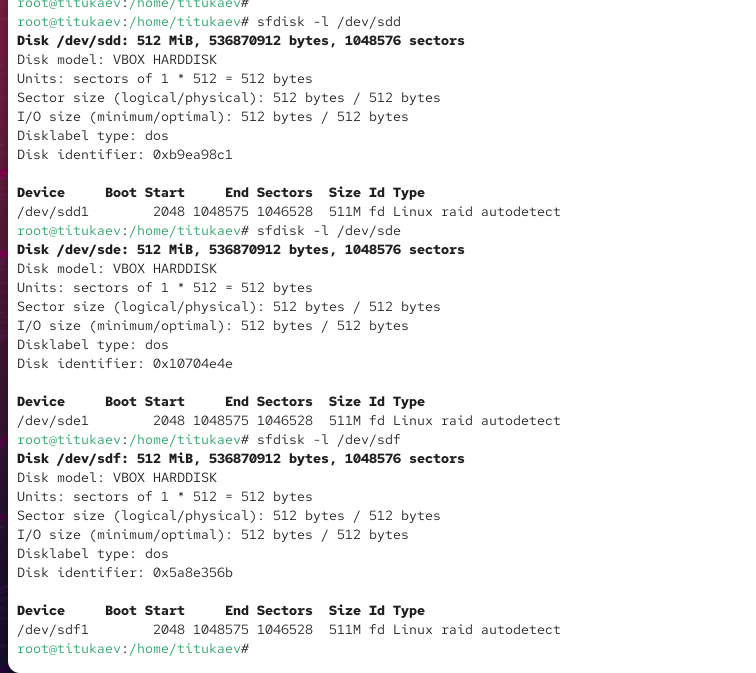 root@titukaev:/home/titukaev#
root@titukaev:/home/titukaev# sfdisk -l /dev/sdd
Disk /dev/sdd: 512 MiB, 536870912 bytes, 1048576 sectors
Disk model: VBOX HARDDISK
Units: sectors of 1 * 512 = 512 bytes
Sector size (logical/physical): 512 bytes / 512 bytes
I/O size (minimum/optimal): 512 bytes / 512 bytes
Disklabel type: dos
Disk identifier: 0xb9ea98c1

Device     Boot Start     End Sectors  Size Id Type
/dev/sdd1        2048 1048575 1046528  511M fd Linux raid autodetect
root@titukaev:/home/titukaev# sfdisk -l /dev/sde
Disk /dev/sde: 512 MiB, 536870912 bytes, 1048576 sectors
Disk model: VBOX HARDDISK
Units: sectors of 1 * 512 = 512 bytes
Sector size (logical/physical): 512 bytes / 512 bytes
I/O size (minimum/optimal): 512 bytes / 512 bytes
Disklabel type: dos
Disk identifier: 0x10704e4e

Device     Boot Start     End Sectors  Size Id Type
/dev/sde1        2048 1048575 1046528  511M fd Linux raid autodetect
root@titukaev:/home/titukaev# sfdisk -l /dev/sdf
Disk /dev/sdf: 512 MiB, 536870912 bytes, 1048576 sectors
Disk model: VBOX HARDDISK
Units: sectors of 1 * 512 = 512 bytes
Sector size (logical/physical): 512 bytes / 512 bytes
I/O size (minimum/optimal): 512 bytes / 512 bytes
Disklabel type: dos
Disk identifier: 0x5a8e356b

Device     Boot Start     End Sectors  Size Id Type
/dev/sdf1        2048 1048575 1046528  511M fd Linux raid autodetect
root@titukaev:/home/titukaev#